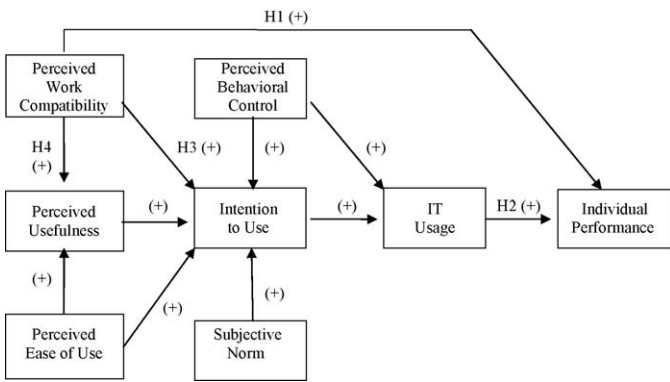 H1 (+)
Perceived
Work
Compatibility
Perceived
Behavioral
Control
H4
(+)
H3 (+)
(+)
(+)
Perceived
Usefulness
(+)
Intention
to Use
(+)
IT
Usage
H2 (+)
Individual
Performance
(+)
(+)
(+)
Perceived
Ease of Use
Subjective
Norm